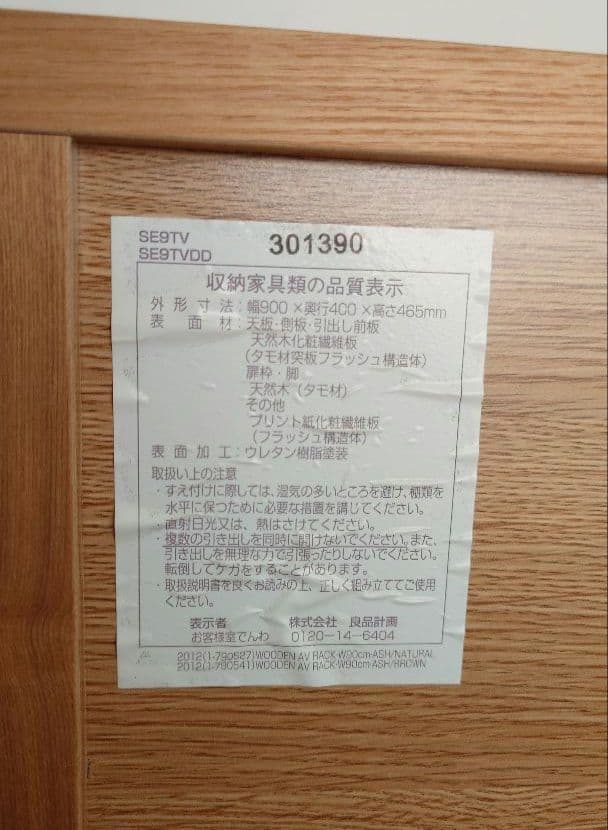 SE9TV
SE9TVDD
301390
収納家具類の品質表示
外形寸法:幅900×奥行400×高さ465mm
表面材:天板・側板・引出し前板
天然木化粧繊維板
(タモ材突板フラッシュ構造体)
扉枠・脚
天然木(タモ材)
その他
プリント紙化粧繊維板
(フラッシュ構造体)
表面加工:ウレタン樹脂塗装
取扱い上の注意
・すえ付けに際しては、湿気の多いところを避け、棚類を
水平に保つために必要な措置を講じてください。
・直射日光又は、熱はさけてください。
・複数の引き出しを同時に開けないでください。また、
引き出しを無理な力で引張ったりしないでください。
転倒してケガをすることがあります。
・取扱説明書を良くお読みの上、正しく組み立ててご使用
ください。
表示者 株式会社 良品計画
お客様室でんわ 0120-14-6404
2012(1-790527)WOODEN AV RACK-W90cm-ASH/NATURAL
2012(1-790541)WOODEN AV RACK-W90cm-ASH/BROWN